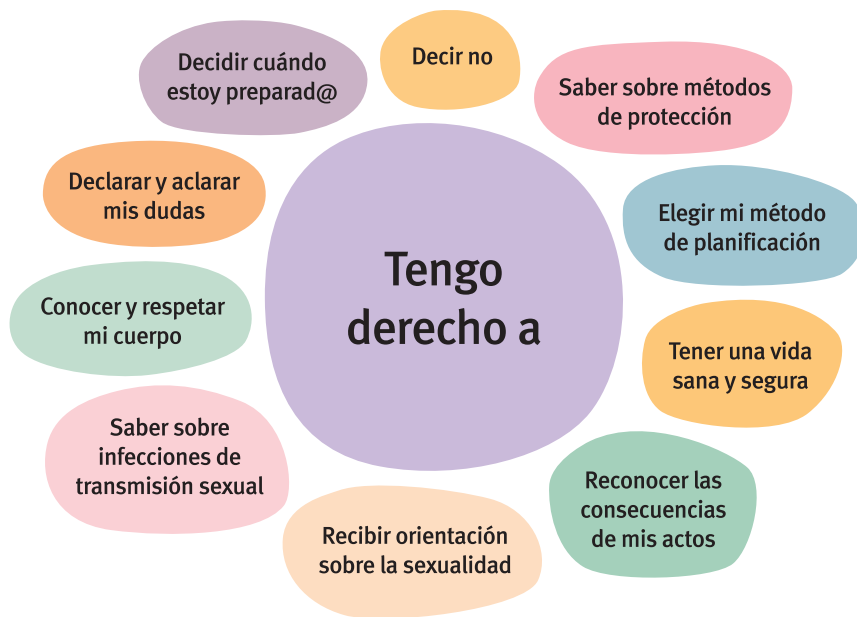 Decir no
Decidir cuándo
estoy preparad@
Saber sobre métodos
de protección
Declarar y aclarar
mis dudas
Elegir mi método
de planificación
Tengo
derecho a
Conocer y respetar
mi cuerpo
Tener una vida
sana y segura
Saber sobre
infecciones de
transmisión sexual
Reconocer las
consecuencias
de mis actos
Recibir orientación
sobre la sexualidad